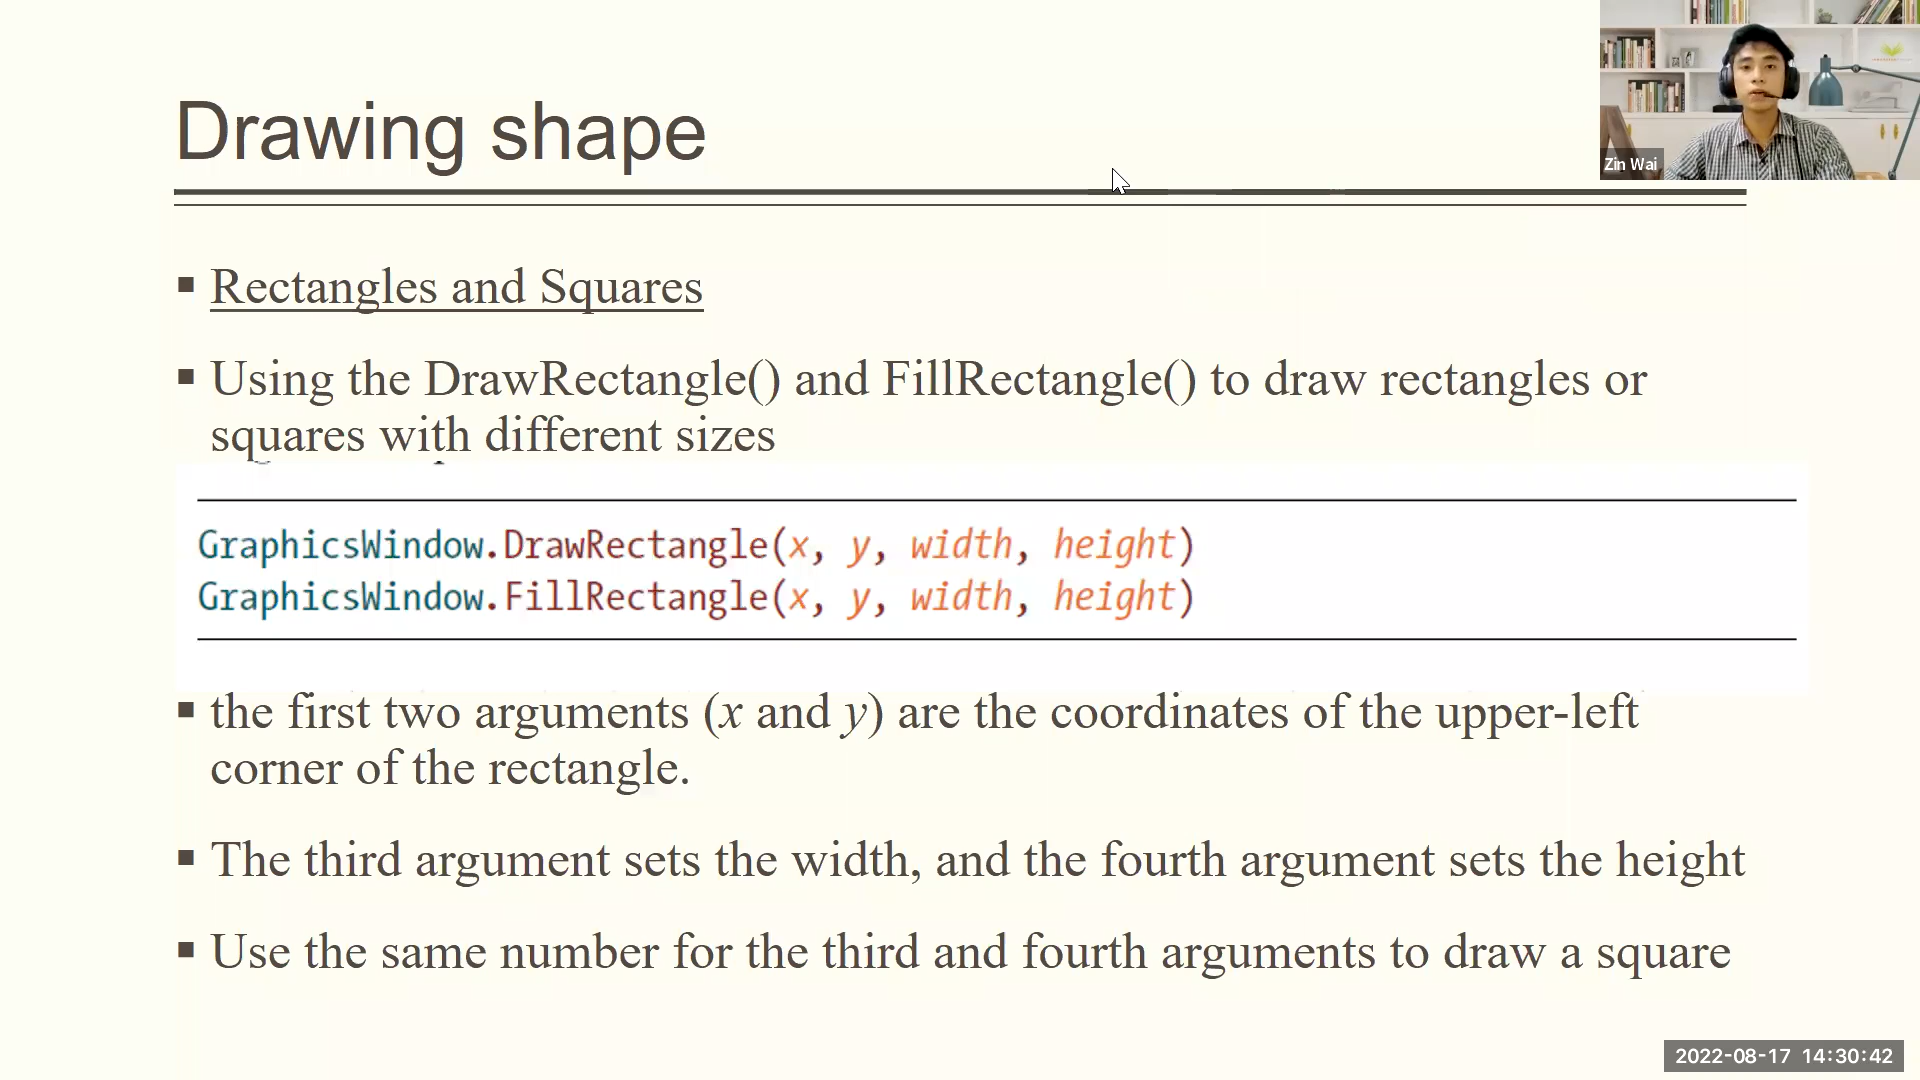 Drawing shape
Zin Wai
▪ Rectangles and Squares
▪ Using the DrawRectangle() and FillRectangle() to draw rectangles or
squares with different sizes
GraphicsWindow.DrawRectangle(x, y, width, height)
GraphicsWindow.FillRectangle(x, y, width, height)
▪ the first two arguments (x and y) are the coordinates of the upper-left
corner of the rectangle.
▪ The third argument sets the width, and the fourth argument sets the height
▪ Use the same number for the third and fourth arguments to draw a square
2022-08-17 14:30:42